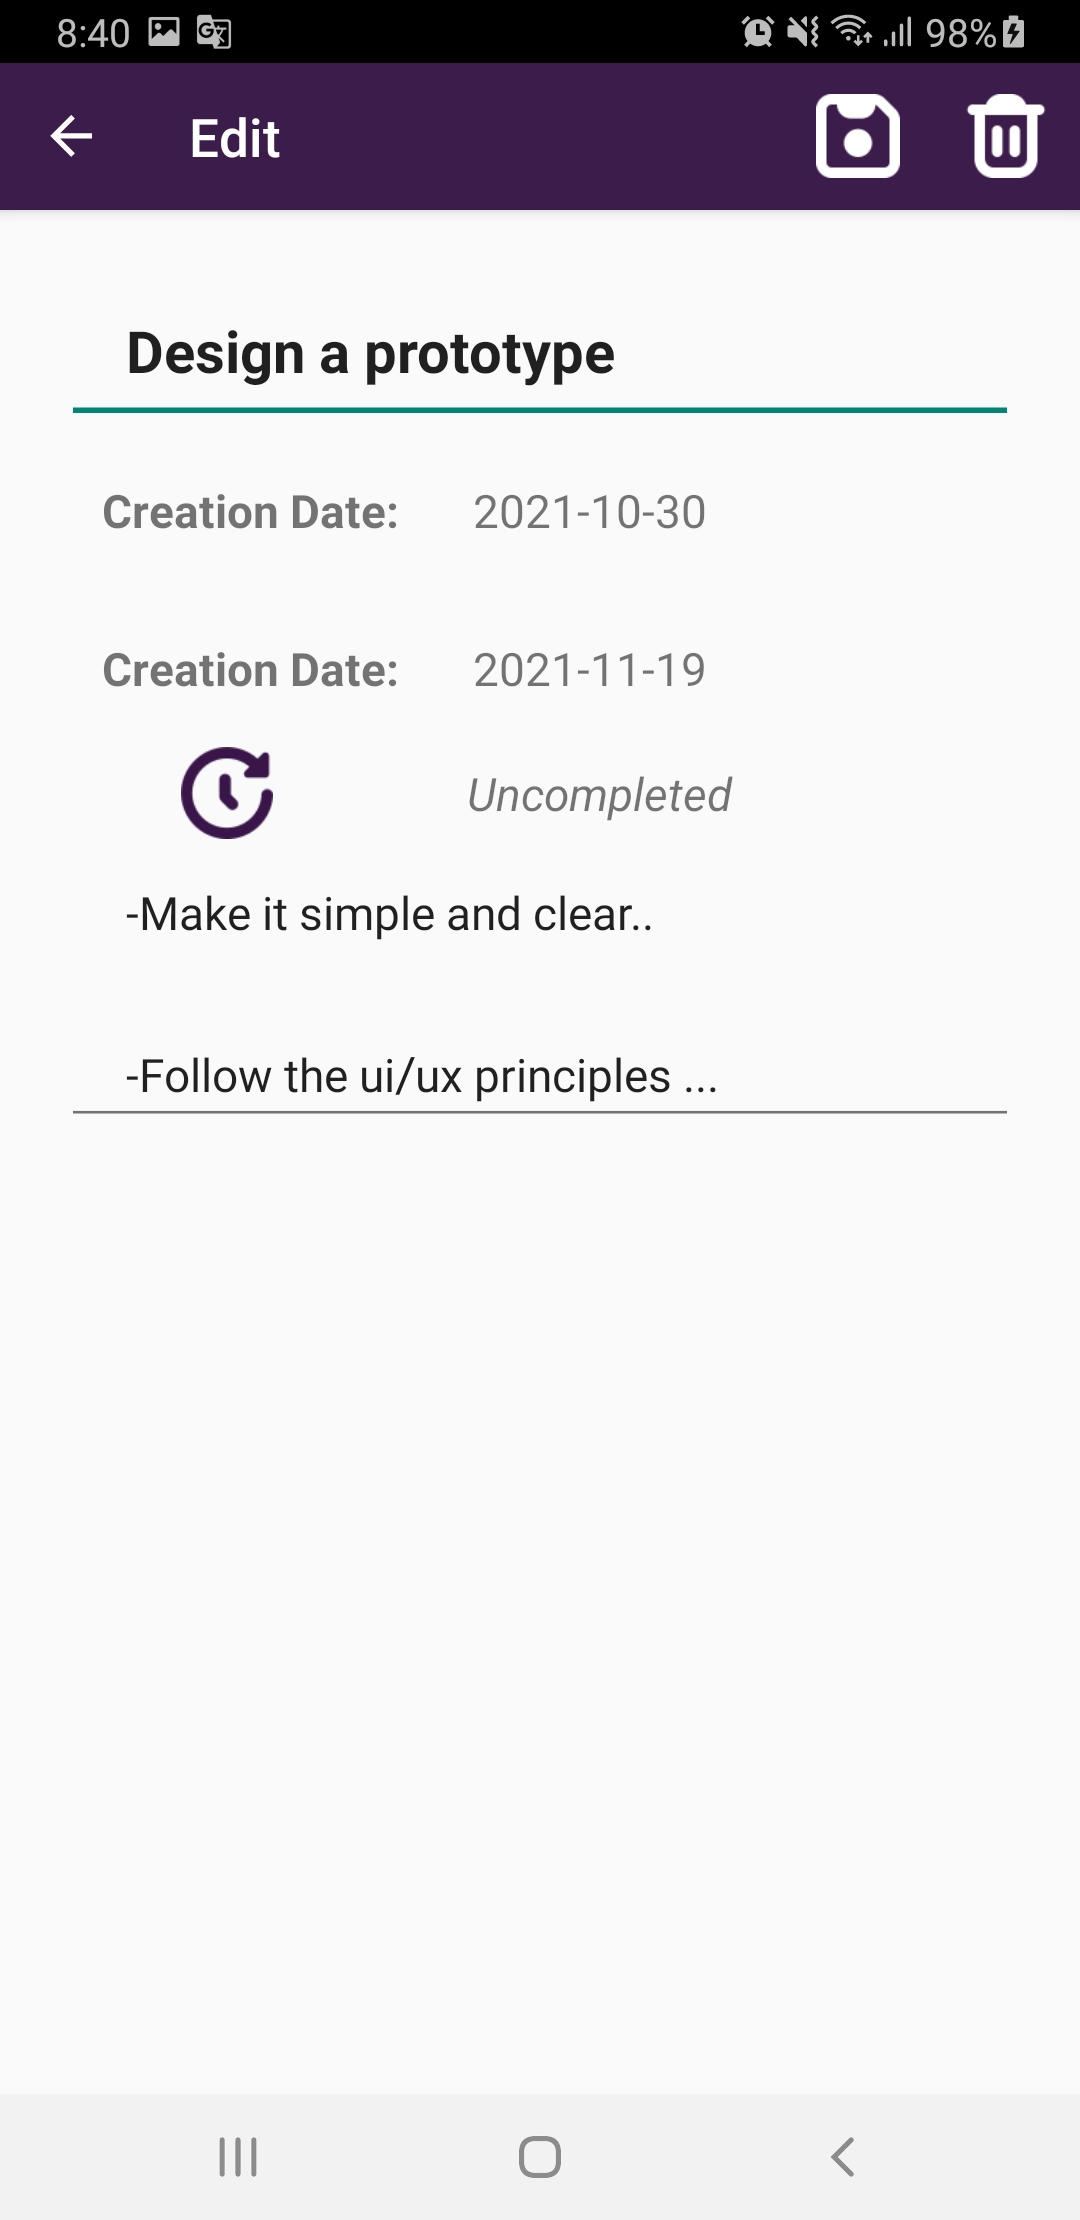 8:40 98%
Edit
Design a prototype
Creation Date: 2021-10-30
Creation Date: 2021-11-19
Uncompleted
-Make it simple and clear..
-Follow the ui/ux principles ...